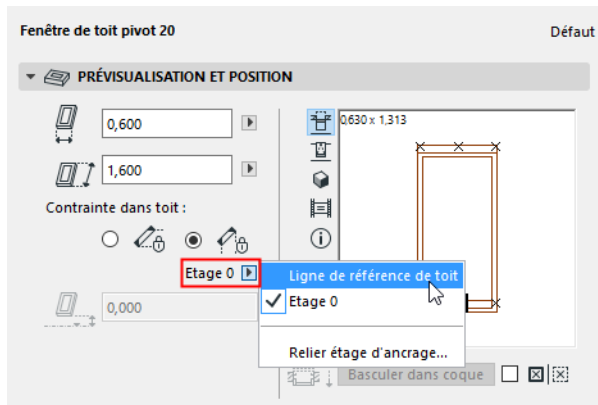 Fenêtre de toit pivot 20
Défaut
PRÉVISUALISATION ET POSITION
0,600
0,630 x 1,313
1,600
Contrainte dans toit :
Etage 0
Ligne de référence de toit
Etage 0
0,000
Relier étage d'ancrage...
Basculer dans coque